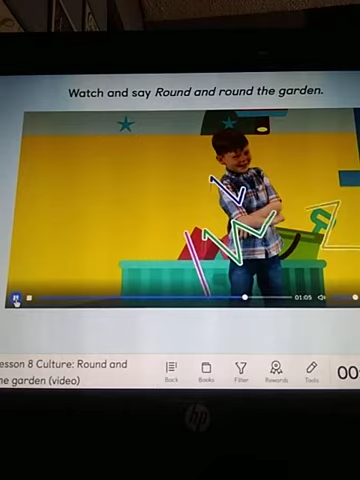 Watch and say Round and round the garden.
01:05
esson 8 Culture: Round and
he garden (video)
Back
Books
Filter
Rewards
Tools
00:
hp